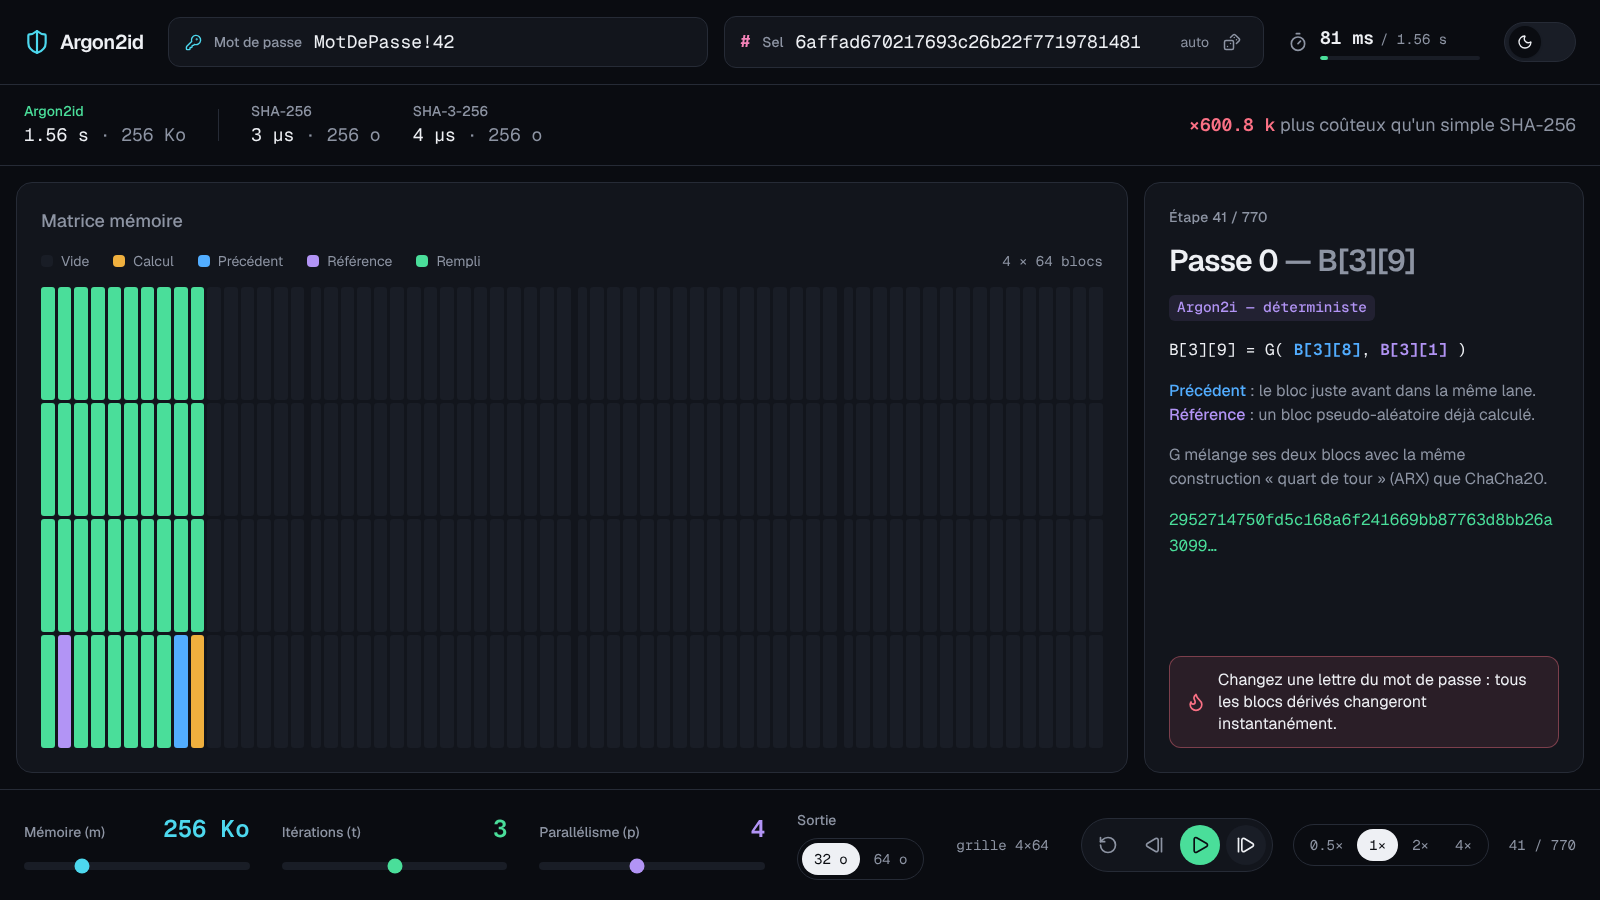 Argon2id
Mot de passe MotDePasse!42
# Sel 6affad670217693c26b22f7719781481 auto
81 ms / 1.56 s
Argon2id
1.56 s · 256 Ko
SHA-256
3 µs · 256 o
SHA-3-256
4 µs · 256 o
×600.8 k plus coûteux qu'un simple SHA-256
Matrice mémoire
Vide Calcul Précédent Référence Rempli
4 × 64 blocs
Étape 41 / 770
Passe 0 — B[3][9]
Argon2i — déterministe
B[3][9] = G( B[3][8], B[3][1] )
Précédent : le bloc juste avant dans la même lane.
Référence : un bloc pseudo-aléatoire déjà calculé.
G mélange ses deux blocs avec la même
construction « quart de tour » (ARX) que ChaCha20.
2952714750fd5c168a6f241669bb87763d8bb26a
3099…
Changez une lettre du mot de passe : tous
les blocs dérivés changeront
instantanément.
Mémoire (m) 256 Ko
Itérations (t) 3
Parallélisme (p) 4
Sortie
32 o 64 o
grille 4×64
0.5× 1× 2× 4×
41 / 770